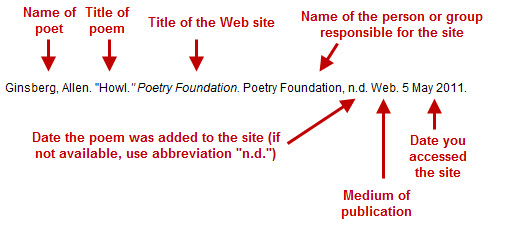 Name of
poet
Title of
poem
Title of the Web site
Name of the person or group
responsible for the site
Ginsberg, Allen. "Howl." Poetry Foundation. Poetry Foundation, n.d. Web. 5 May 2011.
Date the poem was added to the site (if
not available, use abbreviation "n.d.")
Medium of
publication
Date you
accessed
the site